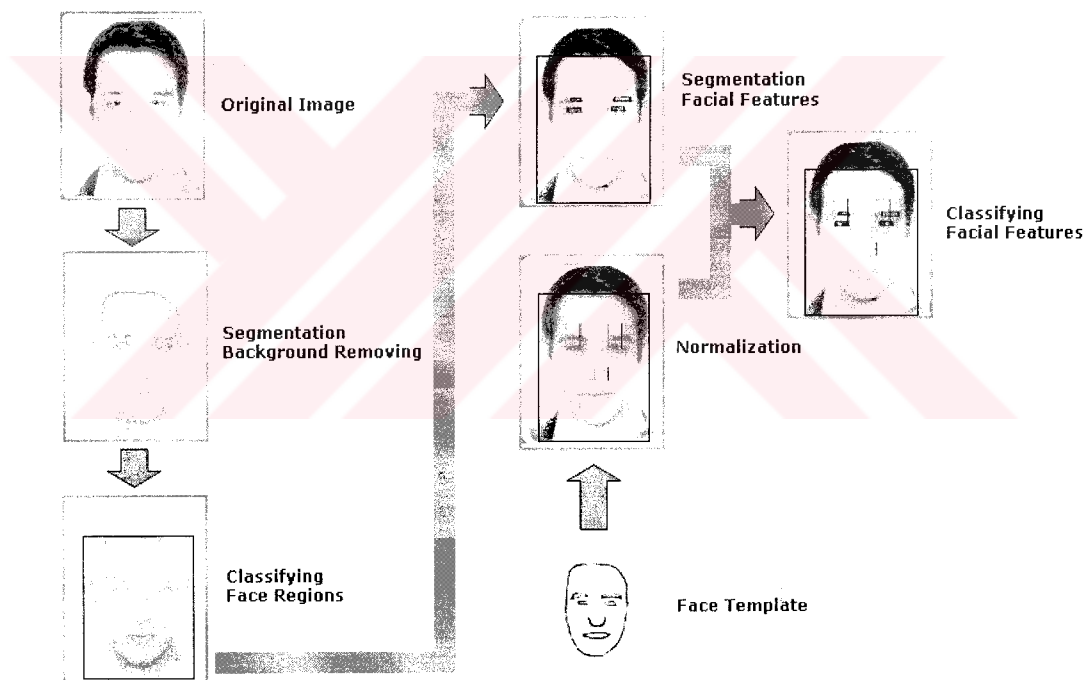 Original Image
Segmentation
Background Removing
Classifying
Face Regions
Segmentation
Facial Features
Normalization
Face Template
Classifying
Facial Features